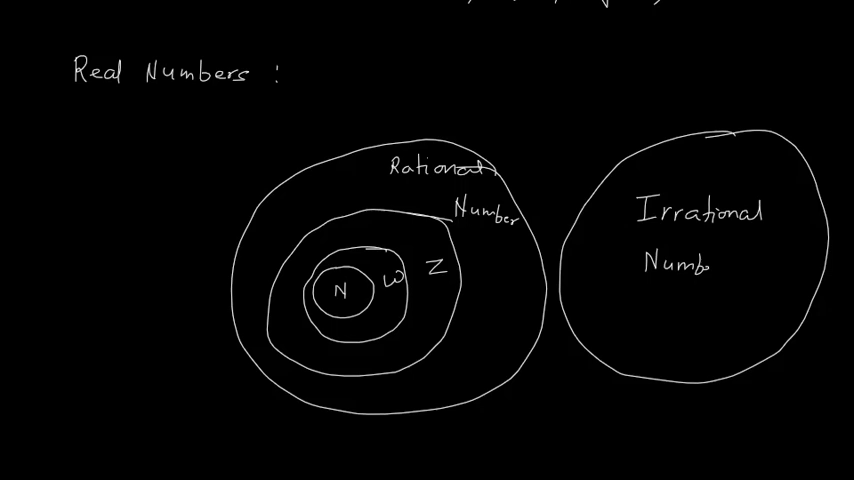 Real Numbers :
Rational
Number
Irrational
Numb
N
W
Z